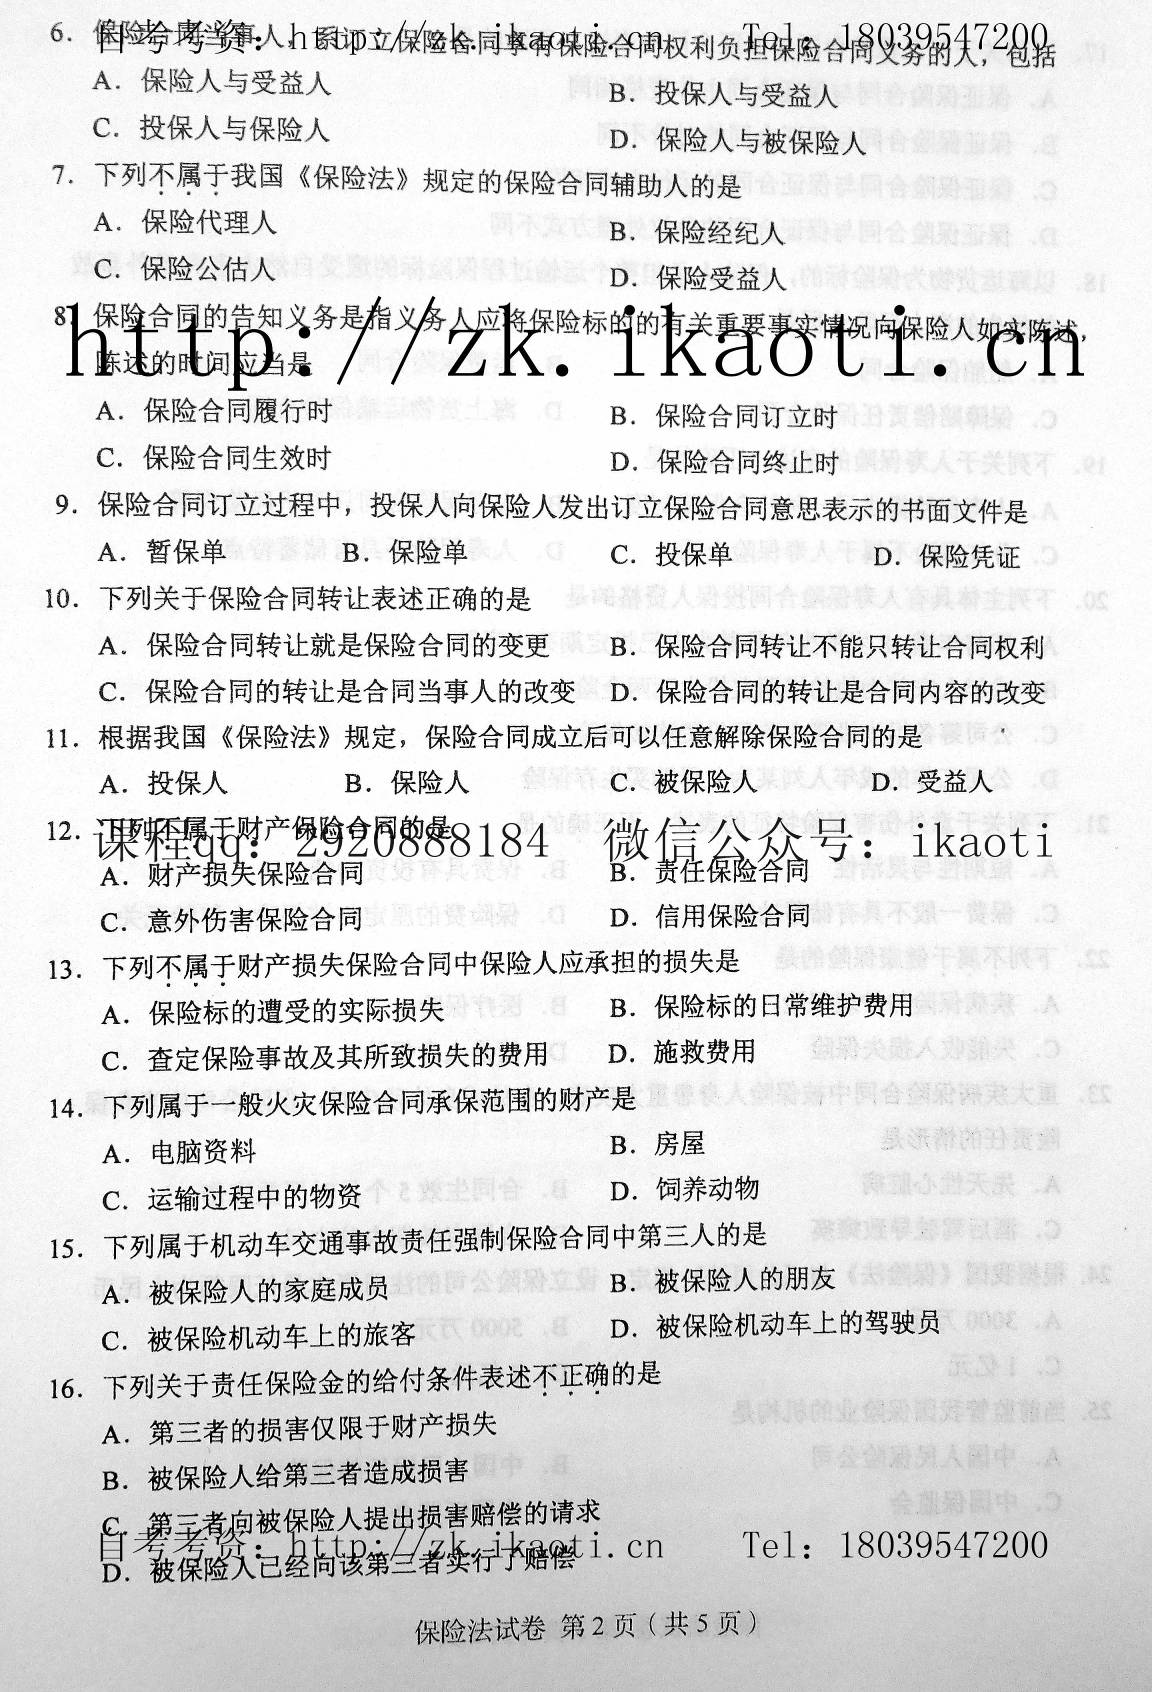 6. 保险合同当事人，系订立保险合同享有保险合同权利负担保险合同义务的人，包括
自考考资：http://zk.ikaoti.cn Tel：18039547200
A．保险人与受益人 B．投保人与受益人
C．投保人与保险人 D．保险人与被保险人
7．下列不属于我国《保险法》规定的保险合同辅助人的是
A．保险代理人 B．保险经纪人
C．保险公估人 D．保险受益人
8．保险合同的告知义务是指义务人应将保险标的的有关重要事实情况向保险人如实陈述，
http://zk.ikaoti.cn
陈述的时间应当是
A．保险合同履行时 B．保险合同订立时
C．保险合同生效时 D．保险合同终止时
9．保险合同订立过程中，投保人向保险人发出订立保险合同意思表示的书面文件是
A．暂保单 B．保险单 C．投保单 D．保险凭证
10．下列关于保险合同转让表述正确的是
A．保险合同转让就是保险合同的变更 B．保险合同转让不能只转让合同权利
C．保险合同的转让是合同当事人的改变 D．保险合同的转让是合同内容的改变
11．根据我国《保险法》规定，保险合同成立后可以任意解除保险合同的是
A．投保人 B．保险人 C．被保险人 D．受益人
12．下列不属于财产保险合同的是
课程qq：2920888184 微信公众号：ikaoti
A．财产损失保险合同 B．责任保险合同
C．意外伤害保险合同 D．信用保险合同
13．下列不属于财产损失保险合同中保险人应承担的损失是
A．保险标的遭受的实际损失 B．保险标的日常维护费用
C．查定保险事故及其所致损失的费用 D．施救费用
14．下列属于一般火灾保险合同承保范围的财产是
A．电脑资料 B．房屋
C．运输过程中的物资 D．饲养动物
15．下列属于机动车交通事故责任强制保险合同中第三人的是
A．被保险人的家庭成员 B．被保险人的朋友
C．被保险机动车上的旅客 D．被保险机动车上的驾驶员
16．下列关于责任保险金的给付条件表述不正确的是
A．第三者的损害仅限于财产损失
B．被保险人给第三者造成损害
C．第三者向被保险人提出损害赔偿的请求
自考考资：http://zk.ikaoti.cn Tel：18039547200
D．被保险人已经向该第三者实行了赔偿
保险法试卷 第2页（共5页）